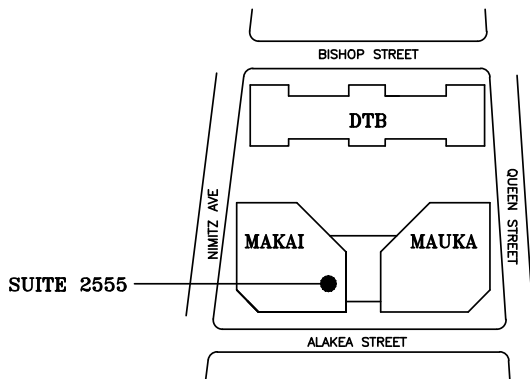 BISHOP STREET
DTB
NIMITZ AVE
QUEEN STREET
MAKAI
MAUKA
SUITE 2555
ALAKEA STREET